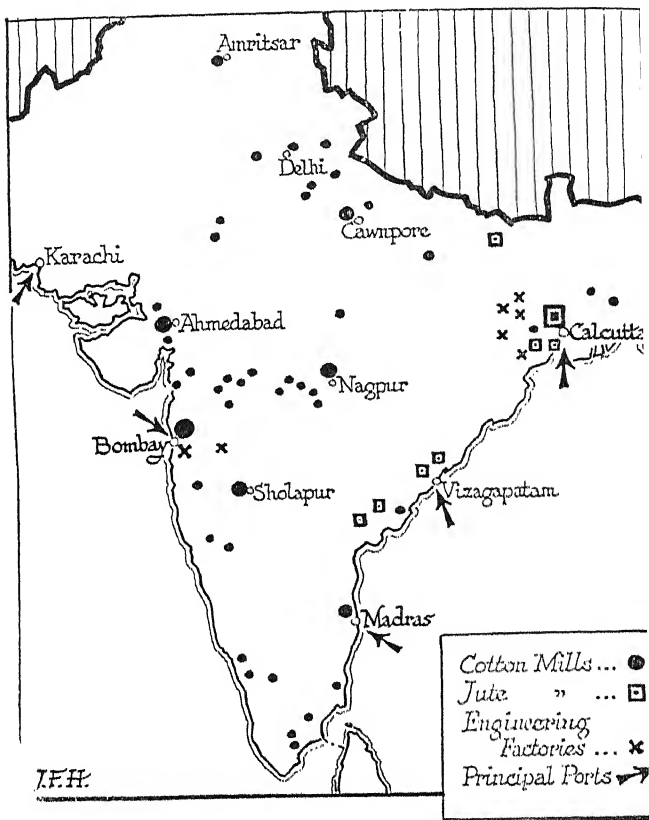 Amritsar
Delhi
Cawnpore
Karachi
Ahmedabad
Calcutta
Nagpur
Bombay
Sholapur
Vizagapatam
Madras
Cotton Mills ...
Jute " ...
Engineering
Factories ...
Principal Ports
I.F.H.